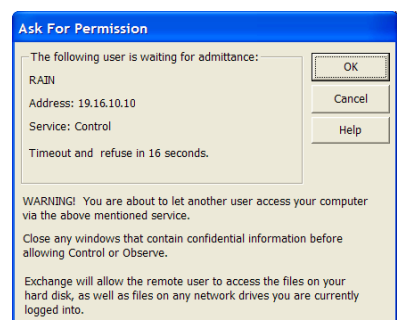 Ask For Permission
The following user is waiting for admittance:
RAIN
Address: 19.16.10.10
Service: Control
Timeout and refuse in 16 seconds.
OK
Cancel
Help
WARNING! You are about to let another user access your computer
via the above mentioned service.
Close any windows that contain confidential information before
allowing Control or Observe.
Exchange will allow the remote user to access the files on your
hard disk, as well as files on any network drives you are currently
logged into.